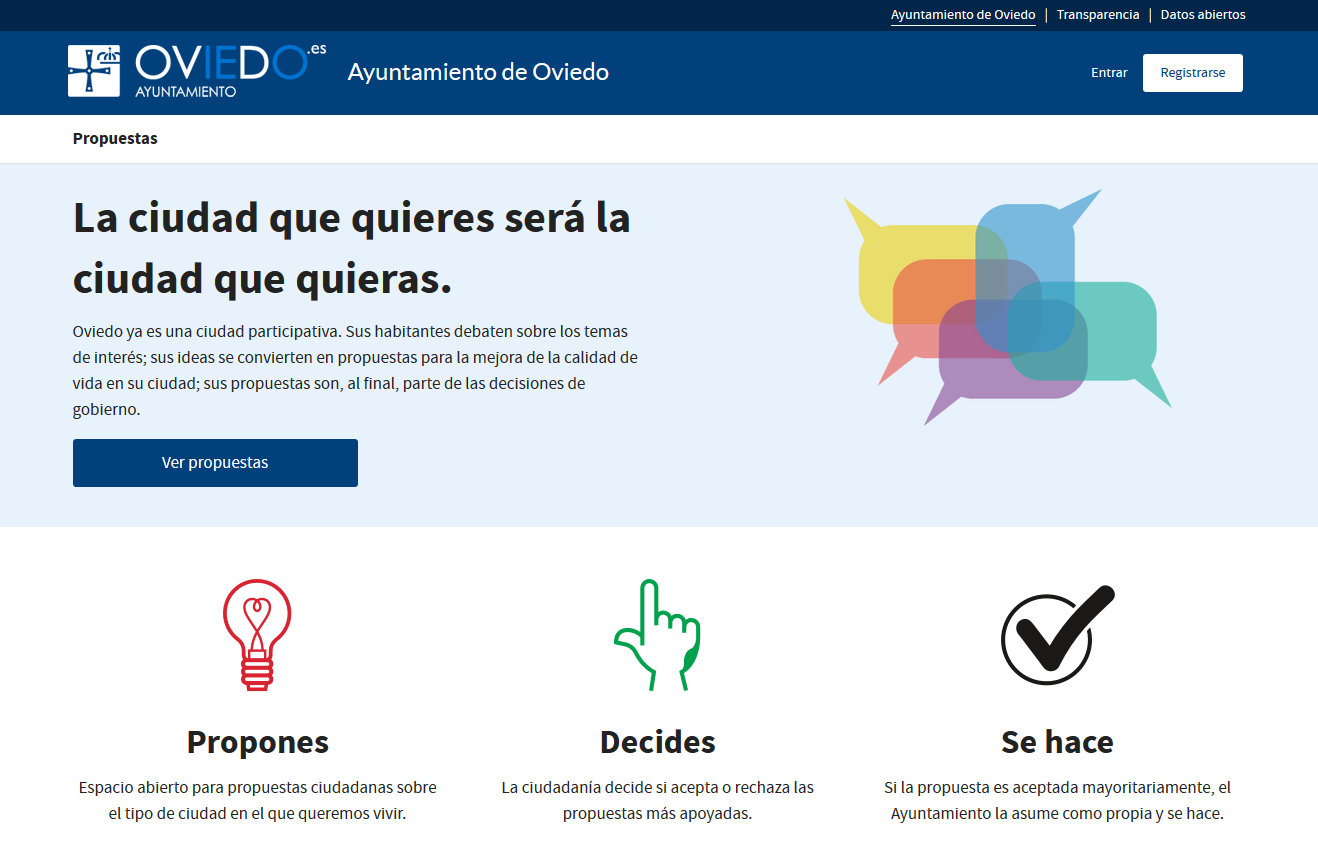 Ayuntamiento de Oviedo | Transparencia | Datos abiertos
OVIEDO.es
AYUNTAMIENTO
Ayuntamiento de Oviedo
Entrar
Registrarse
Propuestas
La ciudad que quieres será la
ciudad que quieras.
Oviedo ya es una ciudad participativa. Sus habitantes debaten sobre los temas
de interés; sus ideas se convierten en propuestas para la mejora de la calidad de
vida en su ciudad; sus propuestas son, al final, parte de las decisiones de
gobierno.
Ver propuestas
Propones
Espacio abierto para propuestas ciudadanas sobre
el tipo de ciudad en el que queremos vivir.
Decides
La ciudadanía decide si acepta o rechaza las
propuestas más apoyadas.
Se hace
Si la propuesta es aceptada mayoritariamente, el
Ayuntamiento la asume como propia y se hace.